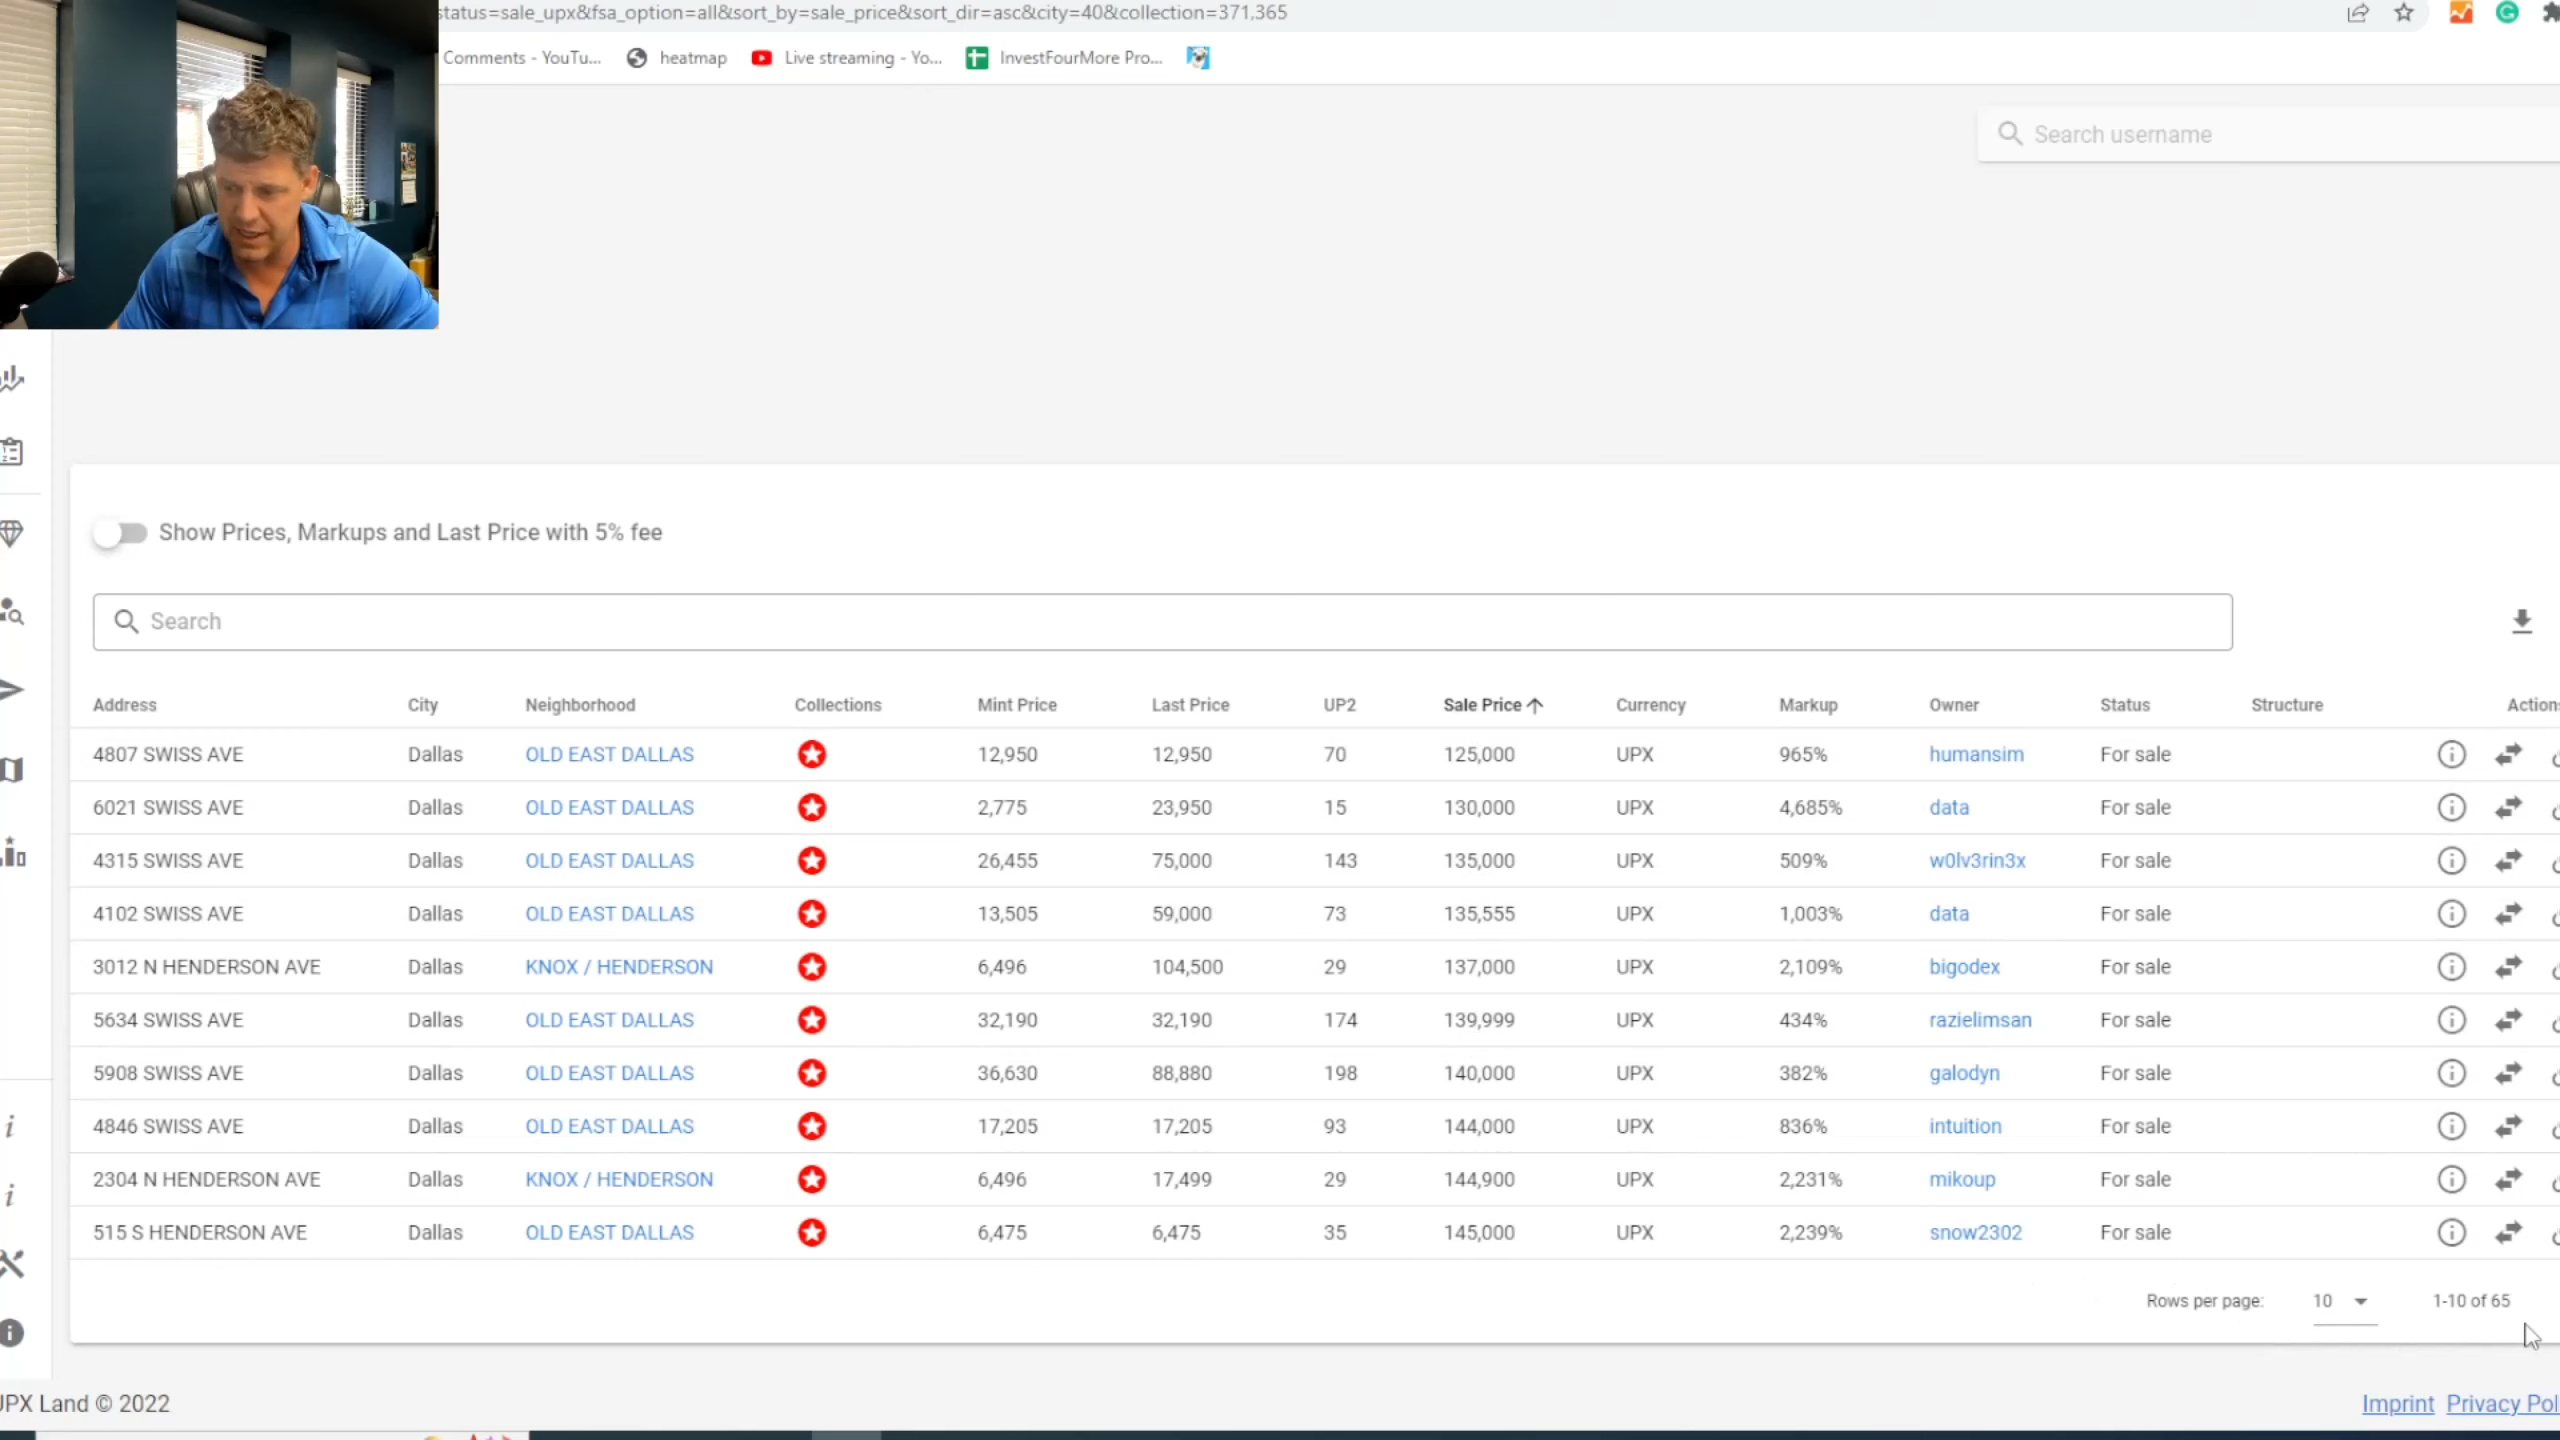 status=sale_upx&fsa_option=all&sort_by=sale_price&sort_dir=asc&city=40&collection=371,365
Comments - YouTu... heatmap Live streaming - Yo... InvestFourMore Pro...
Search username
Show Prices, Markups and Last Price with 5% fee
Search
Address City Neighborhood Collections Mint Price Last Price UP2 Sale Price Currency Markup Owner Status Structure Action
4807 SWISS AVE Dallas OLD EAST DALLAS 12,950 12,950 70 125,000 UPX 965% humansim For sale
6021 SWISS AVE Dallas OLD EAST DALLAS 2,775 23,950 15 130,000 UPX 4,685% data For sale
4315 SWISS AVE Dallas OLD EAST DALLAS 26,455 75,000 143 135,000 UPX 509% w0lv3rin3x For sale
4102 SWISS AVE Dallas OLD EAST DALLAS 13,505 59,000 73 135,555 UPX 1,003% data For sale
3012 N HENDERSON AVE Dallas KNOX / HENDERSON 6,496 104,500 29 137,000 UPX 2,109% bigodex For sale
5634 SWISS AVE Dallas OLD EAST DALLAS 32,190 32,190 174 139,999 UPX 434% razielimsan For sale
5908 SWISS AVE Dallas OLD EAST DALLAS 36,630 88,880 198 140,000 UPX 382% galodyn For sale
4846 SWISS AVE Dallas OLD EAST DALLAS 17,205 17,205 93 144,000 UPX 836% intuition For sale
2304 N HENDERSON AVE Dallas KNOX / HENDERSON 6,496 17,499 29 144,900 UPX 2,231% mikoup For sale
515 S HENDERSON AVE Dallas OLD EAST DALLAS 6,475 6,475 35 145,000 UPX 2,239% snow2302 For sale
Rows per page: 10 1-10 of 65
UPX Land © 2022
Imprint Privacy Pol